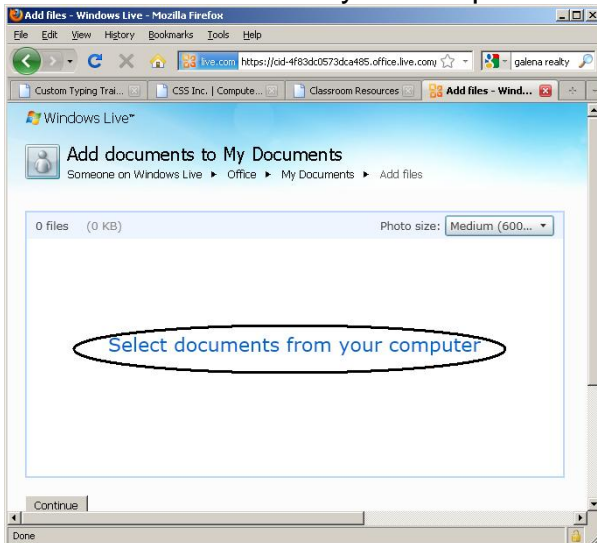 Add files - Windows Live - Mozilla Firefox
File Edit View History Bookmarks Tools Help
live.com https://cid-4f83dc0573dca485.office.live.com/ galena realty
Custom Typing Trai... CSS Inc. | Compute... Classroom Resources Add files - Wind...
Windows Live™
Add documents to My Documents
Someone on Windows Live ► Office ► My Documents ► Add files
0 files (0 KB) Photo size: Medium (600...
Select documents from your computer
Continue
Done